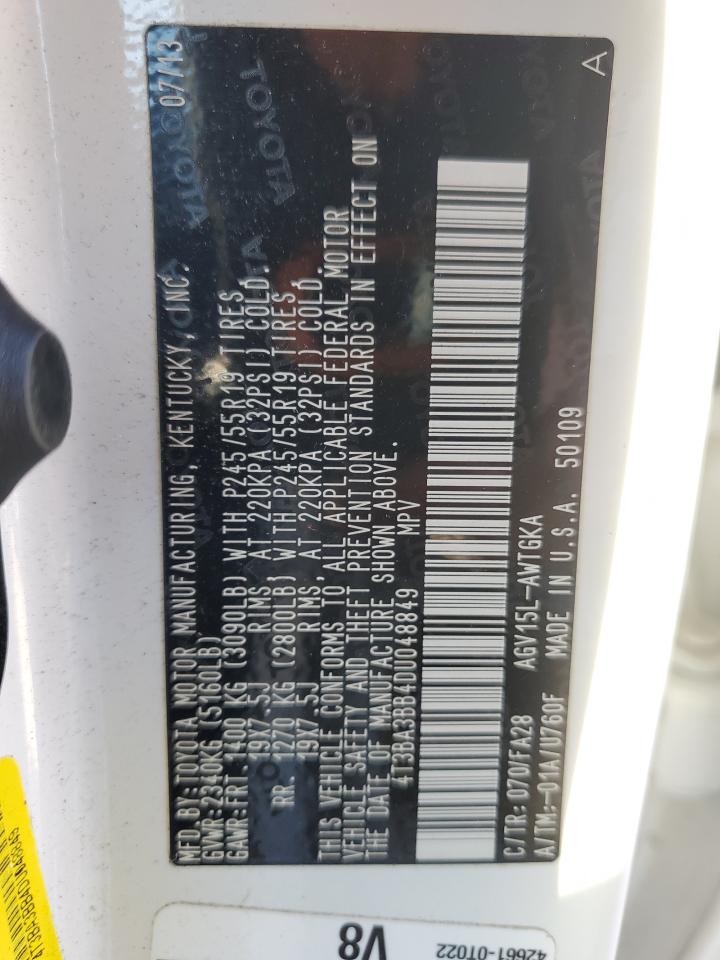 MFD. BY: TOYOTA MOTOR MANUFACTURING, KENTUCKY, INC. 07/13
GVWR: 2340KG (5160LB)
GAWR: FRT. 1400 KG (3090LB) WITH P245/55R19 TIRES
19X7.5J RIMS, AT 220KPA (32PSI) COLD.
RR. 1270 KG (2800LB) WITH P245/55R19 TIRES
19X7.5J RIMS, AT 220KPA (32PSI) COLD.
THIS VEHICLE CONFORMS TO ALL APPLICABLE FEDERAL MOTOR
VEHICLE SAFETY AND THEFT PREVENTION STANDARDS IN EFFECT ON
THE DATE OF MANUFACTURE SHOWN ABOVE.
4T3BA3BB4DU048849 MPV
C/TR: 070/FA28 AGV15L-AWTGKA
A/TM: -01A/U760F MADE IN U.S.A. 50109
A
TOYOTA
V8
42661-0T022
4T3BA3BB4DU048849